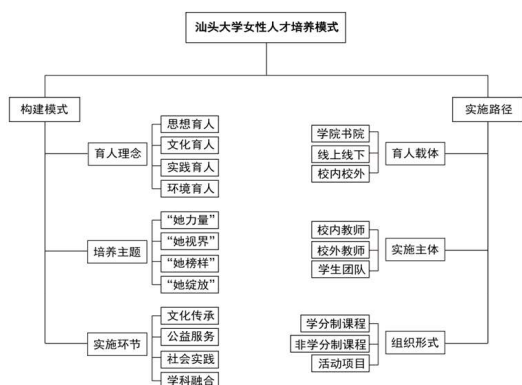 汕头大学女性人才培养模式
构建模式
实施路径
育人理念
思想育人
文化育人
实践育人
环境育人
学院书院
线上线下
校内校外
育人载体
培养主题
“她力量”
“她视界”
“她榜样”
“她绽放”
校内教师
校外教师
学生团队
实施主体
实施环节
文化传承
公益服务
社会实践
学科融合
学分制课程
非学分制课程
活动项目
组织形式